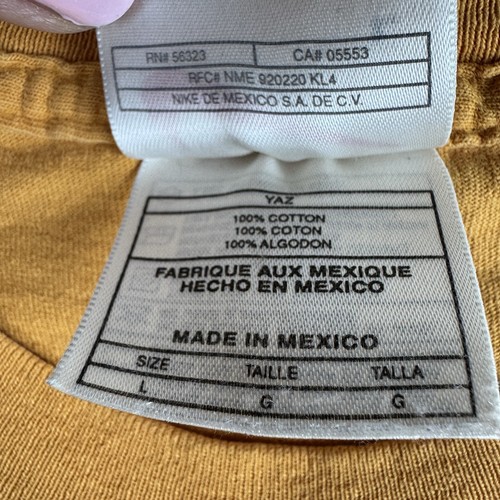 RN# 56323 CA# 05553
RFC# NME 920220 KL4
NIKE DE MEXICO S.A. DE C.V.
YAZ
100% COTTON
100% COTON
100% ALGODON
FABRIQUE AUX MEXIQUE
HECHO EN MEXICO
MADE IN MEXICO
SIZE TAILLE TALLA
L G G